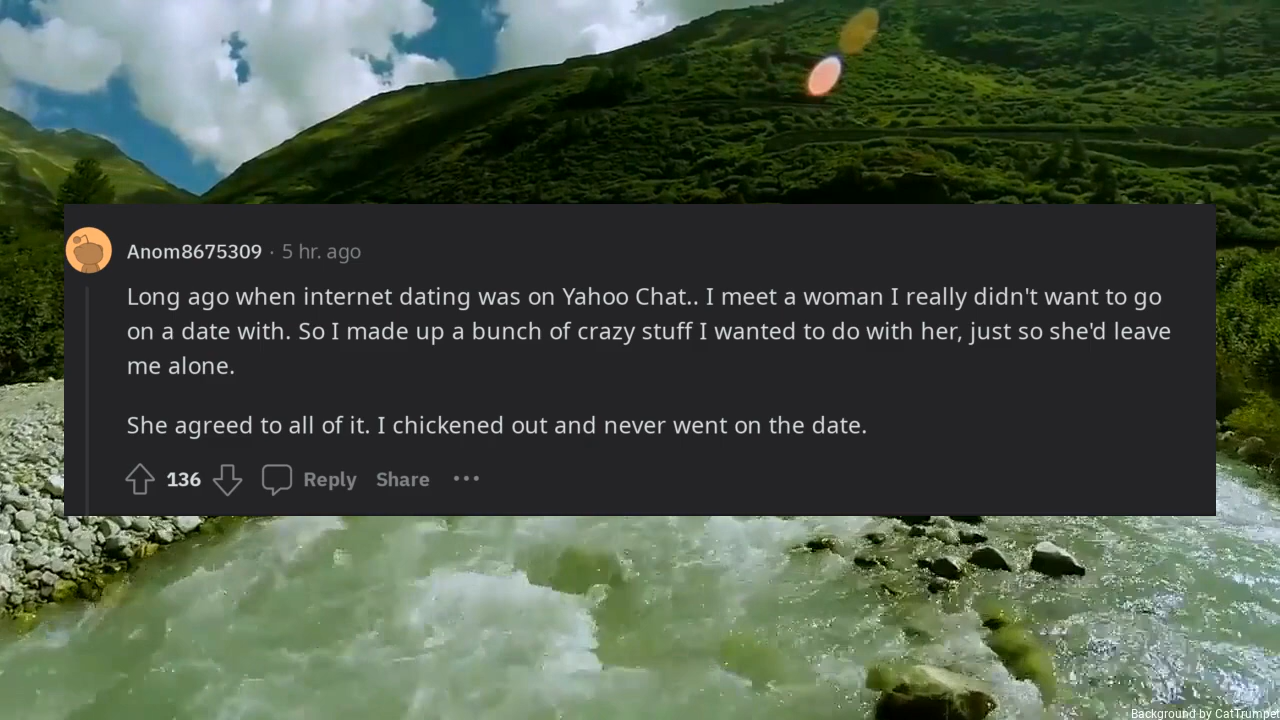 Anom8675309 · 5 hr. ago
Long ago when internet dating was on Yahoo Chat.. I meet a woman I really didn't want to go
on a date with. So I made up a bunch of crazy stuff I wanted to do with her, just so she'd leave
me alone.
She agreed to all of it. I chickened out and never went on the date.
136 Reply Share ···
Background by CatTrumpet